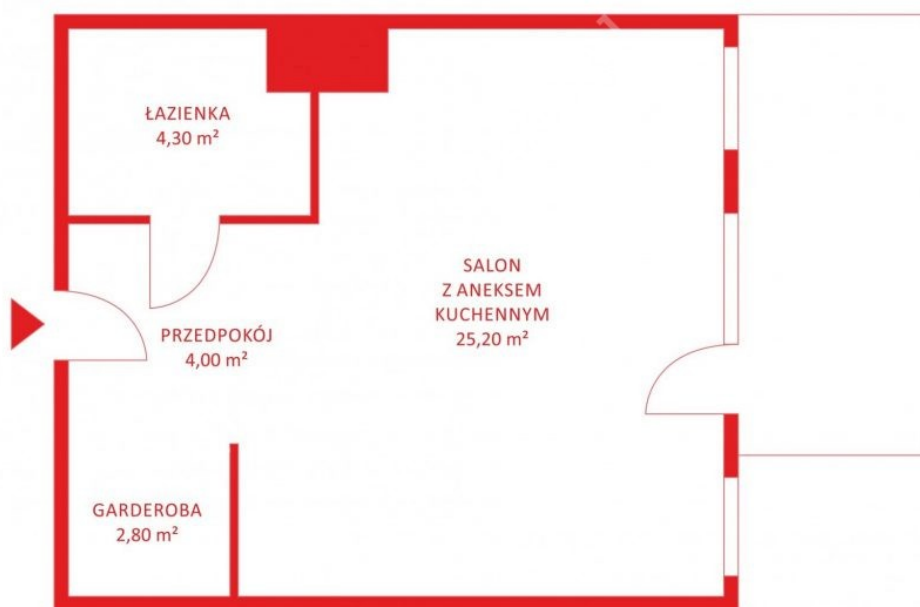 ŁAZIENKA
4,30 m²
SALON
Z ANEKSEM
KUCHENNYM
25,20 m²
PRZEDPOKÓJ
4,00 m²
GARDEROBA
2,80 m²